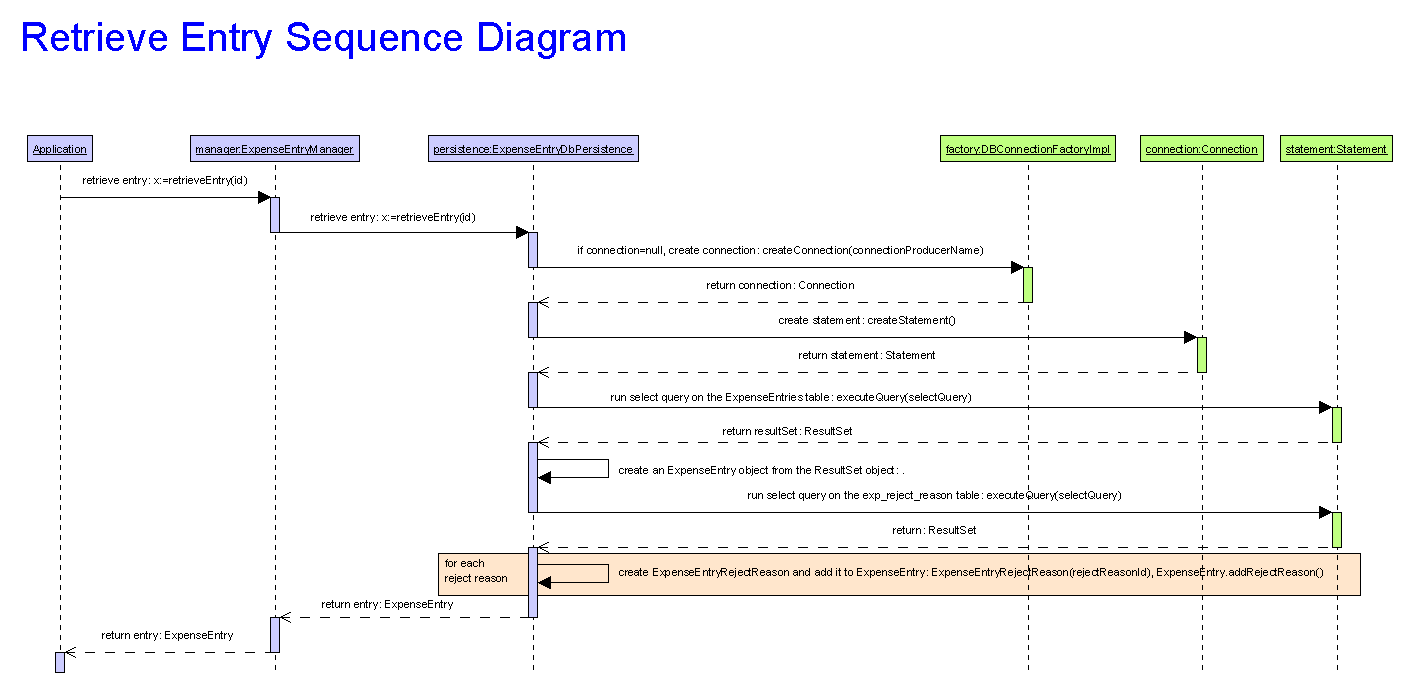 Retrieve Entry Sequence Diagram
Application
manager:ExpenseEntryManager
persistence:ExpenseEntryDbPersistence
factory:DBConnectionFactoryImpl
connection:Connection
statement:Statement
retrieve entry: x:=retrieveEntry(id)
retrieve entry: x:=retrieveEntry(id)
if connection=null, create connection: createConnection(connectionProducerName)
return connection: Connection
create statement: createStatement()
return statement: Statement
run select query on the ExpenseEntries table: executeQuery(selectQuery)
return resultSet: ResultSet
create an ExpenseEntry object from the ResultSet object: .
run select query on the exp_reject_reason table: executeQuery(selectQuery)
return: ResultSet
for each
reject reason
create ExpenseEntryRejectReason and add it to ExpenseEntry: ExpenseEntryRejectReason(rejectReasonId), ExpenseEntry.addRejectReason()
return entry: ExpenseEntry
return entry: ExpenseEntry